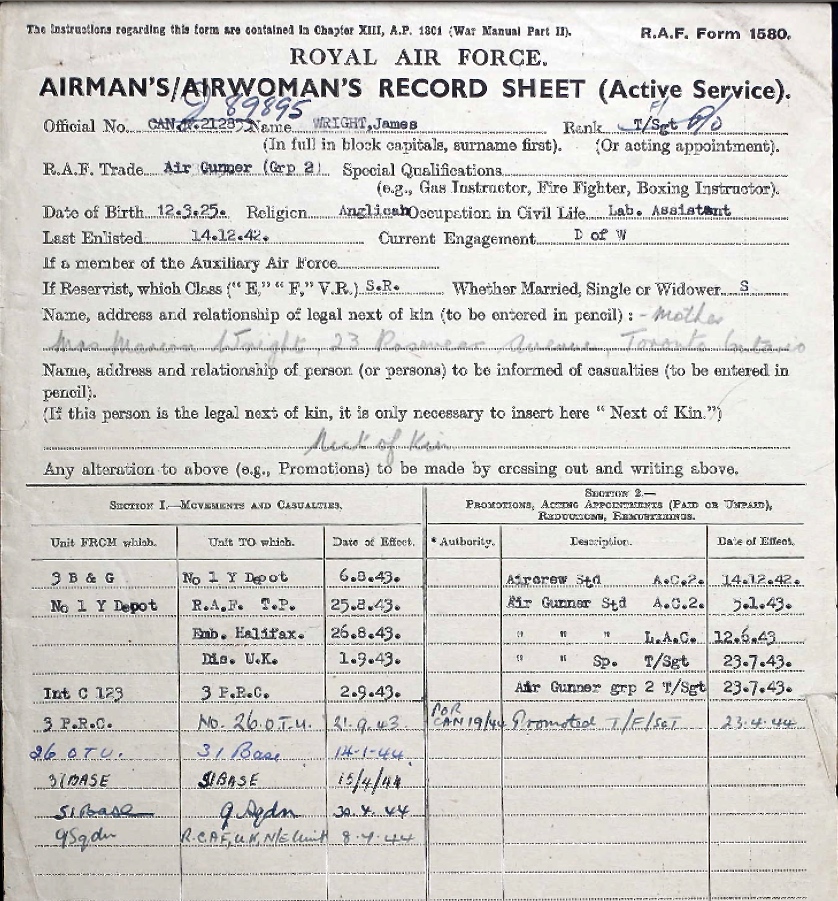 The instructions regarding this form are contained in Chapter XIII, A.P. 1801 (War Manual Part II).
R.A.F. Form 1580.
ROYAL AIR FORCE.
AIRMAN'S/AIRWOMAN'S RECORD SHEET (Active Service).
J 89895
Official No. CAN. Name WRIGHT,James Rank T/Sgt P/O
(In full in block capitals, surname first). (Or acting appointment).
R.A.F. Trade Air Gunner (Grp 2) Special Qualifications
(e.g., Gas Instructor, Fire Fighter, Boxing Instructor).
Date of Birth 12.3.25. Religion Anglican Occupation in Civil Life Lab. Assistant
Last Enlisted 14.12.42. Current Engagement D of W
If a member of the Auxiliary Air Force
If Reservist, which Class ("E," "F," V.R.) S.R. Whether Married, Single or Widower S
Name, address and relationship of legal next of kin (to be entered in pencil) : - Mother
Mrs Marion Wright, 23 Avenue, Toronto Ontario
Name, address and relationship of person (or persons) to be informed of casualties (to be entered in
pencil).
(If this person is the legal next of kin, it is only necessary to insert here "Next of Kin.")
Next of Kin
Any alteration to above (e.g., Promotions) to be made by crossing out and writing above.
SECTION 1.—MOVEMENTS AND CASUALTIES.
SECTION 2.—
PROMOTIONS, ACTING APPOINTMENTS (PAID OR UNPAID),
REDUCTIONS, REMUSTERINGS.
Unit FROM which. Unit TO which. Date of Effect. * Authority. Description. Date of Effect.
3 B & G No 1 Y Depot 6.8.43. Aircrew Std A.C.2. 14.12.42.
No 1 Y Depot R.A.F. T.P. 25.8.43. Air Gunner Std A.C.2. 5.1.43.
Emb. Halifax. 26.8.43. " " " L.A.C. 12.6.43
Dis. U.K. 1.9.43. " " Sp. T/Sgt 23.7.43.
Int C 123 3 P.R.C. 2.9.43. Air Gunner grp 2 T/Sgt 23.7.43.
3 P.R.C. No. 26.O.T.U. 21.9.43. POR CAN 19/44 Promoted T/F/SGT 23.4.44
26 O T U. 31 Base 14-1-44
31 BASE 51 BASE 15/4/44
51 Base 9 Sqdn 30.4.44
9 Sqdn R.C.A.F, U.K, N/E Unit 8.7.44